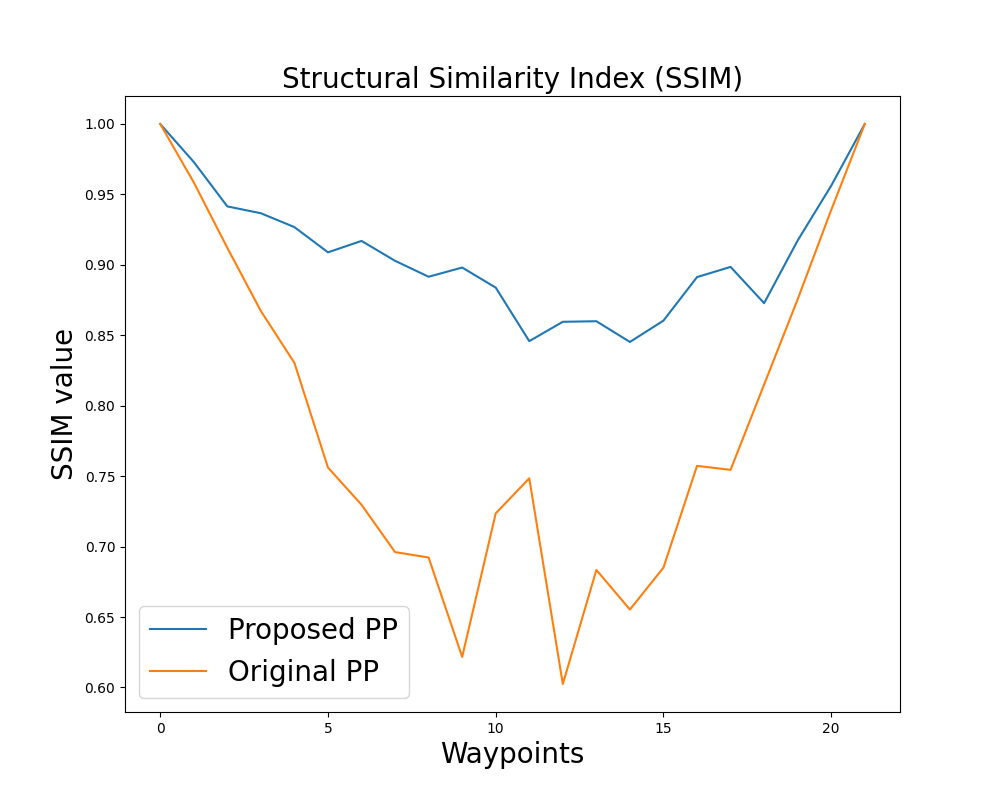 Structural Similarity Index (SSIM)
1.00
0.95
0.90
0.85
0.80
0.75
0.70
0.65
0.60
SSIM value
Proposed PP
Original PP
0 5 10 15 20
Waypoints